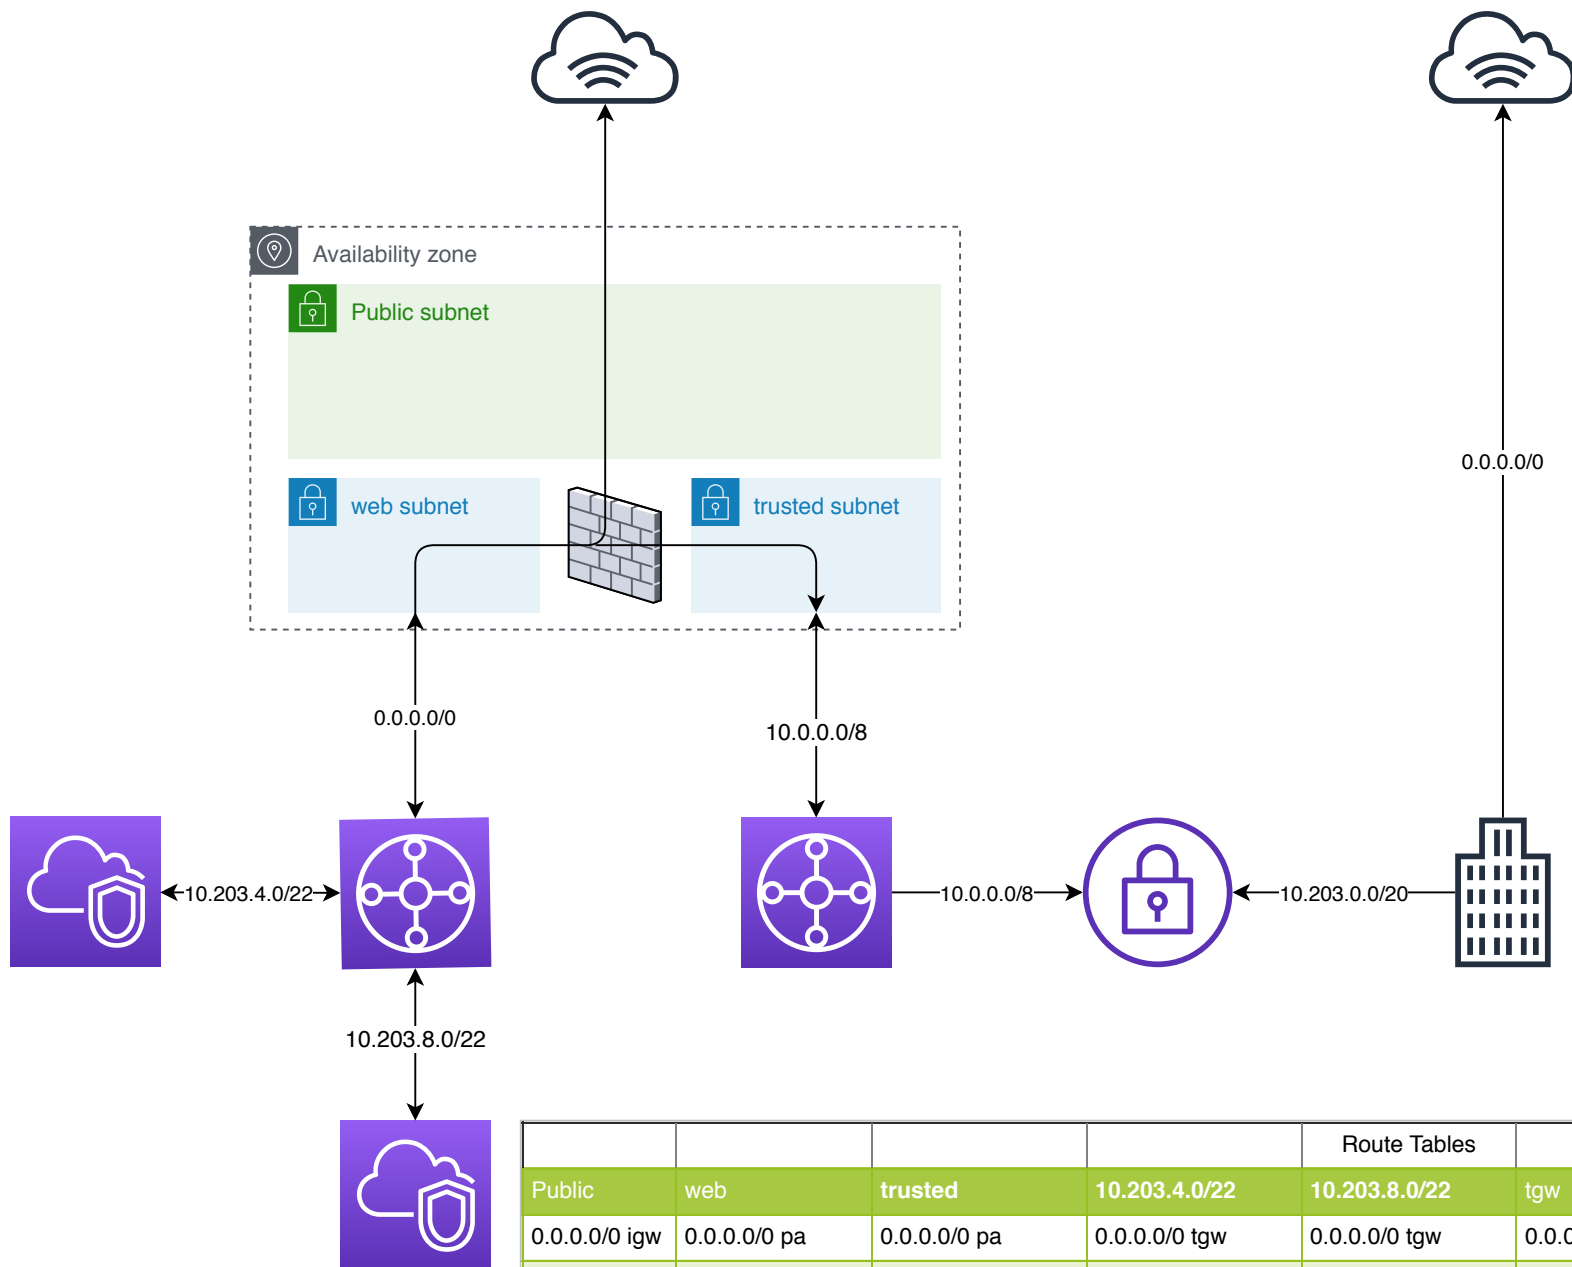 Availability zone
Public subnet
0.0.0.0/0
web subnet
trusted subnet
0.0.0.0/0
10.0.0.0/8
10.203.4.0/22
10.0.0.0/8
10.203.0.0/20
10.203.8.0/22
Route Tables
Public web trusted 10.203.4.0/22 10.203.8.0/22 tgw
0.0.0.0/0 igw 0.0.0.0/0 pa 0.0.0.0/0 pa 0.0.0.0/0 tgw 0.0.0.0/0 tgw